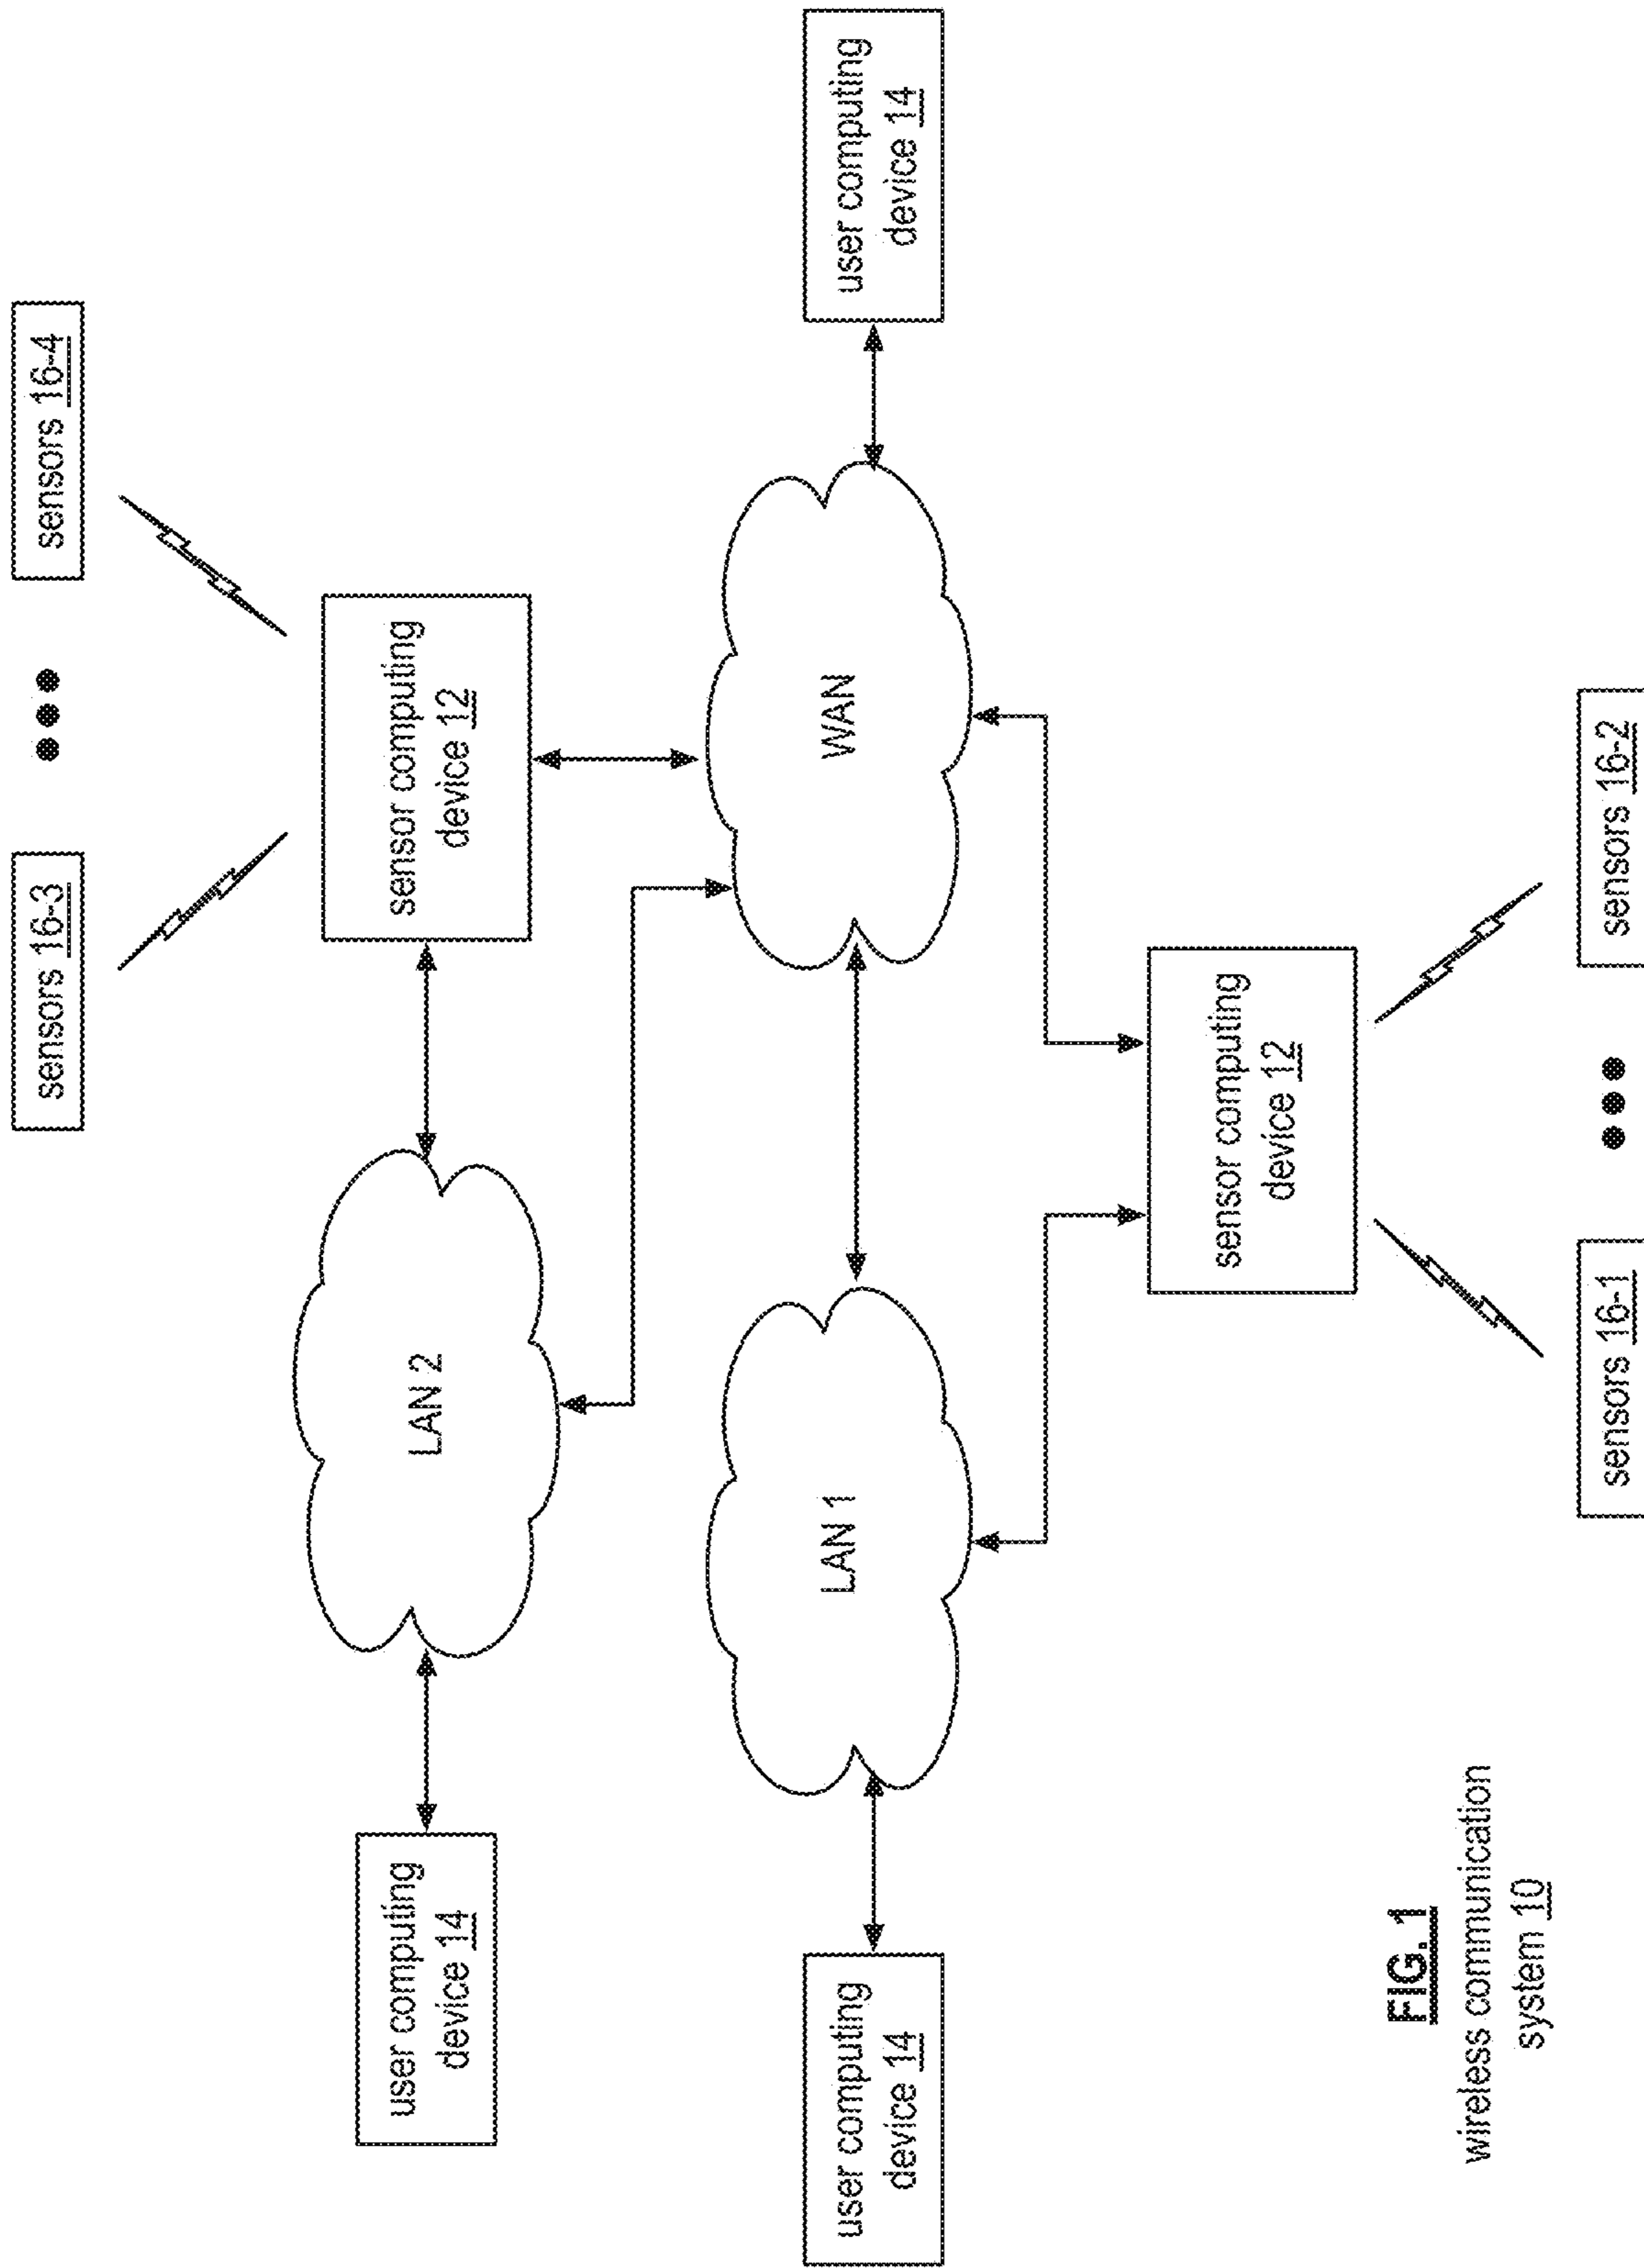 sensors 16-3
sensors 16-4
user computing
device 14
LAN 2
sensor computing
device 12
user computing
device 14
LAN 1
WAN
user computing
device 14
sensor computing
device 12
FIG. 1
wireless communication
system 10
sensors 16-1
sensors 16-2